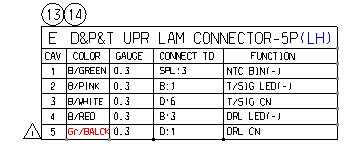 13 14
E D&P&T UPR LAM CONNECTOR-5P(LH)
CAV COLOR GAUGE CONNECT TO FUNCTION
1 B/GREEN 0.3 SPL:3 NTC BIN(-)
2 B/PINK 0.3 B:1 T/SIG LED(-)
3 B/WHITE 0.3 D:6 T/SIG CN
4 B/RED 0.3 B:3 DRL LED(-)
1 5 Gr/BALCK 0.3 D:1 DRL CN